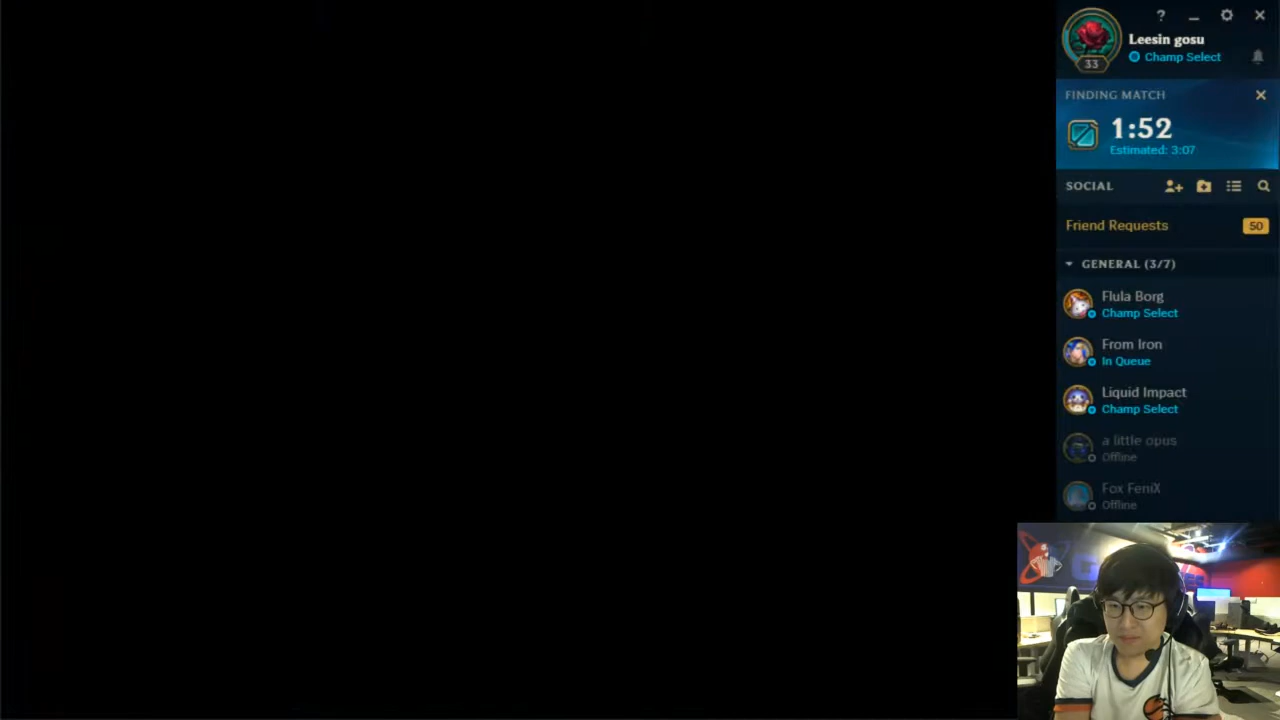 ?
Leesin gosu
Champ Select
33
FINDING MATCH
1:52
Estimated: 3:07
SOCIAL
Friend Requests
50
GENERAL (3/7)
Flula Borg
Champ Select
From Iron
In Queue
Liquid Impact
Champ Select
a little opus
Offline
Fox FeniX
Offline